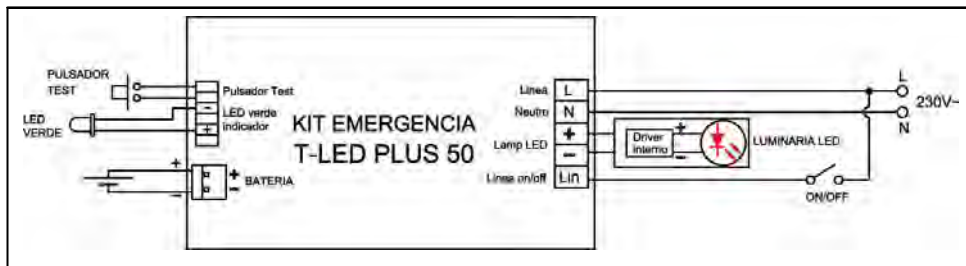 PULSADOR
TEST
Pulsador Test
LED
VERDE
-
LED verde
indicador
+
+
-
+
-
BATERIA
KIT EMERGENCIA
T-LED PLUS 50
Linea
L
Neutro
N
Lamp LED
+
-
Linea on/off
Lin
Driver
interno
+
-
LUMINARIA LED
L
230V~
N
ON/OFF